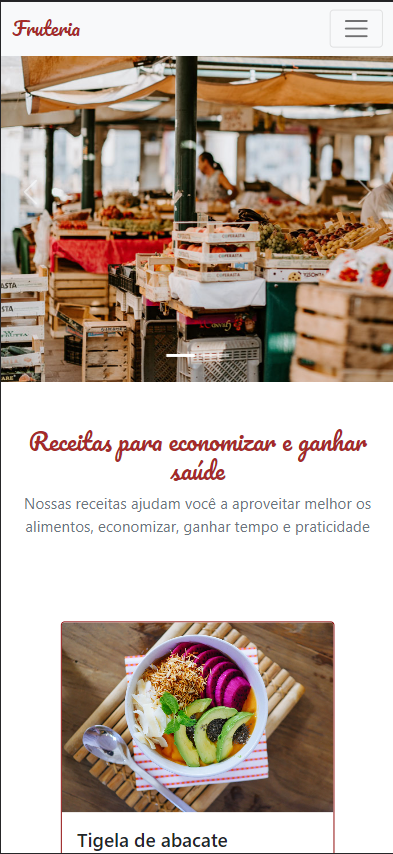 Fruteria
Receitas para economizar e ganhar
saúde
Nossas receitas ajudam você a aproveitar melhor os
alimentos, economizar, ganhar tempo e praticidade
Tigela de abacate